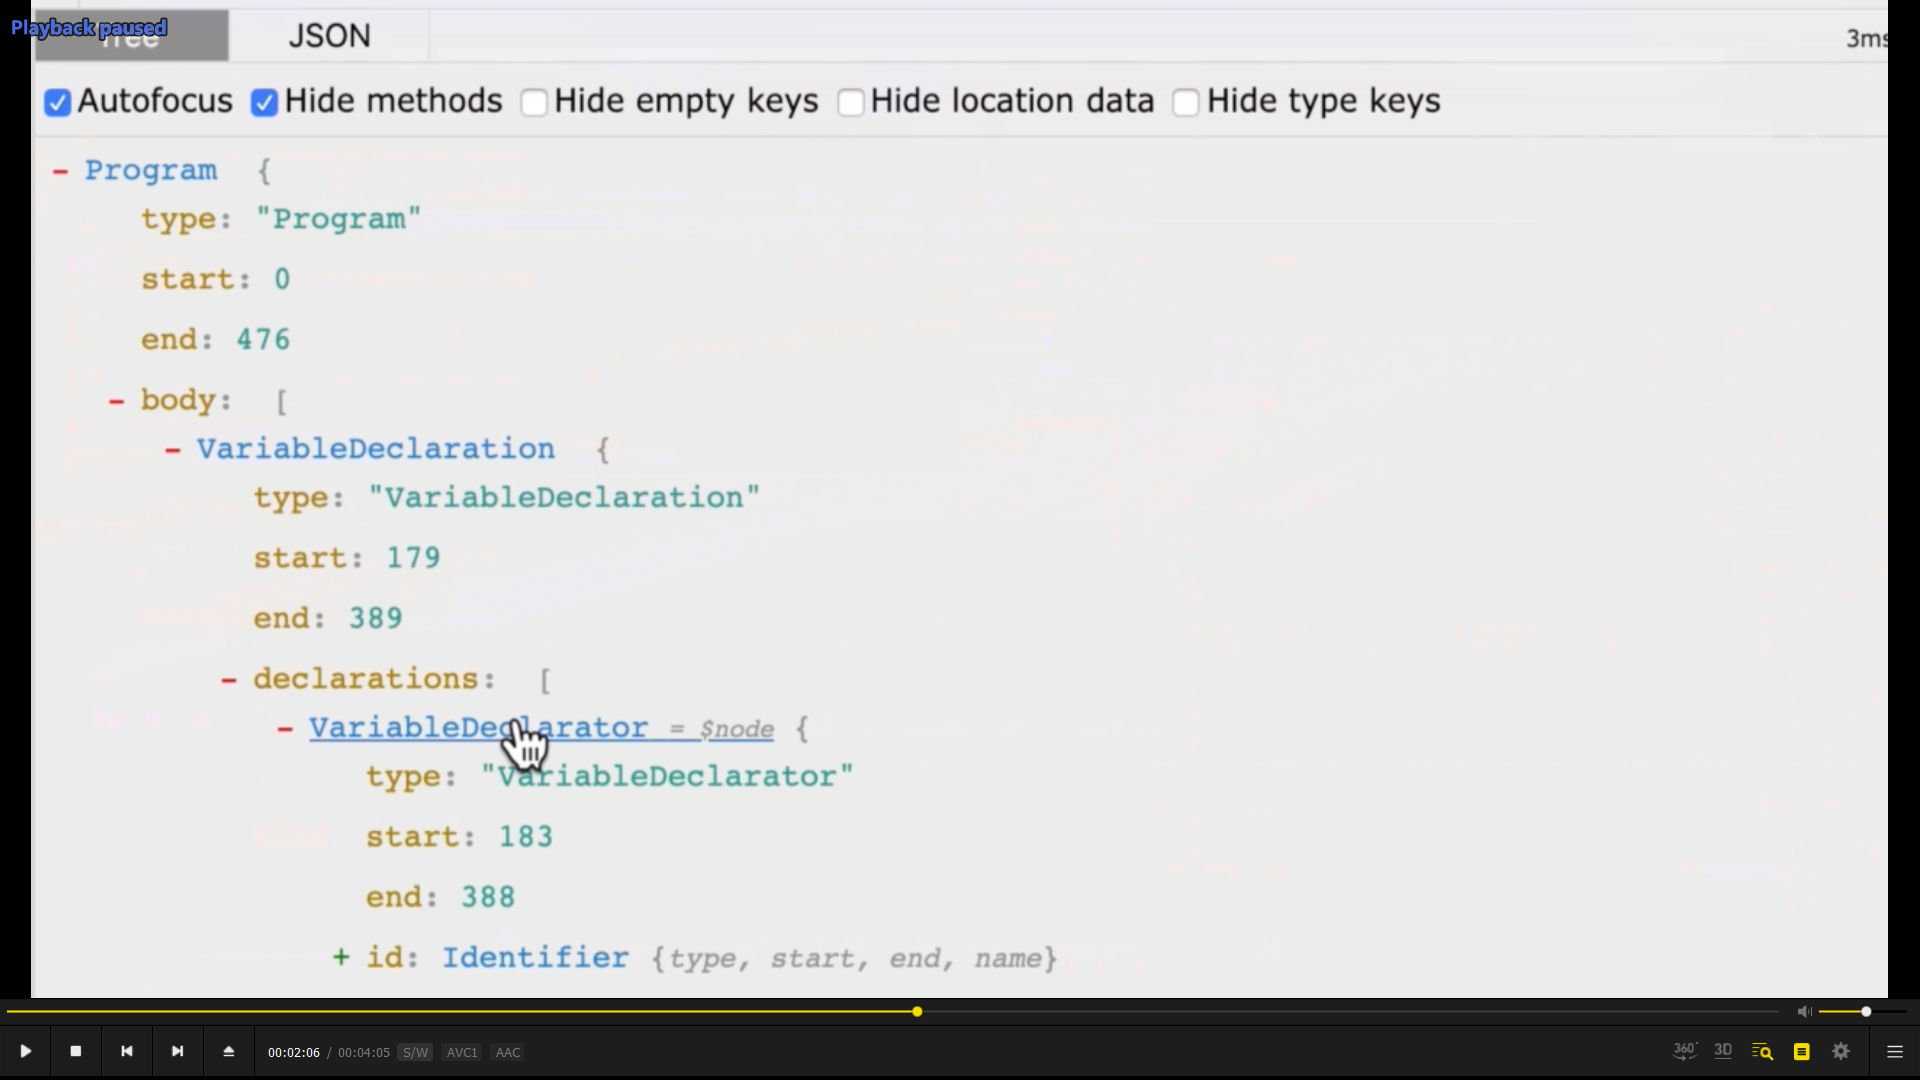 Playback paused
Tree JSON 3ms
Autofocus Hide methods Hide empty keys Hide location data Hide type keys
- Program {
type: "Program"
start: 0
end: 476
- body: [
- VariableDeclaration {
type: "VariableDeclaration"
start: 179
end: 389
- declarations: [
- VariableDeclarator = $node {
type: "VariableDeclarator"
start: 183
end: 388
+ id: Identifier {type, start, end, name}
00:02:06 / 00:04:05 S/W AVC1 AAC 360° 3D